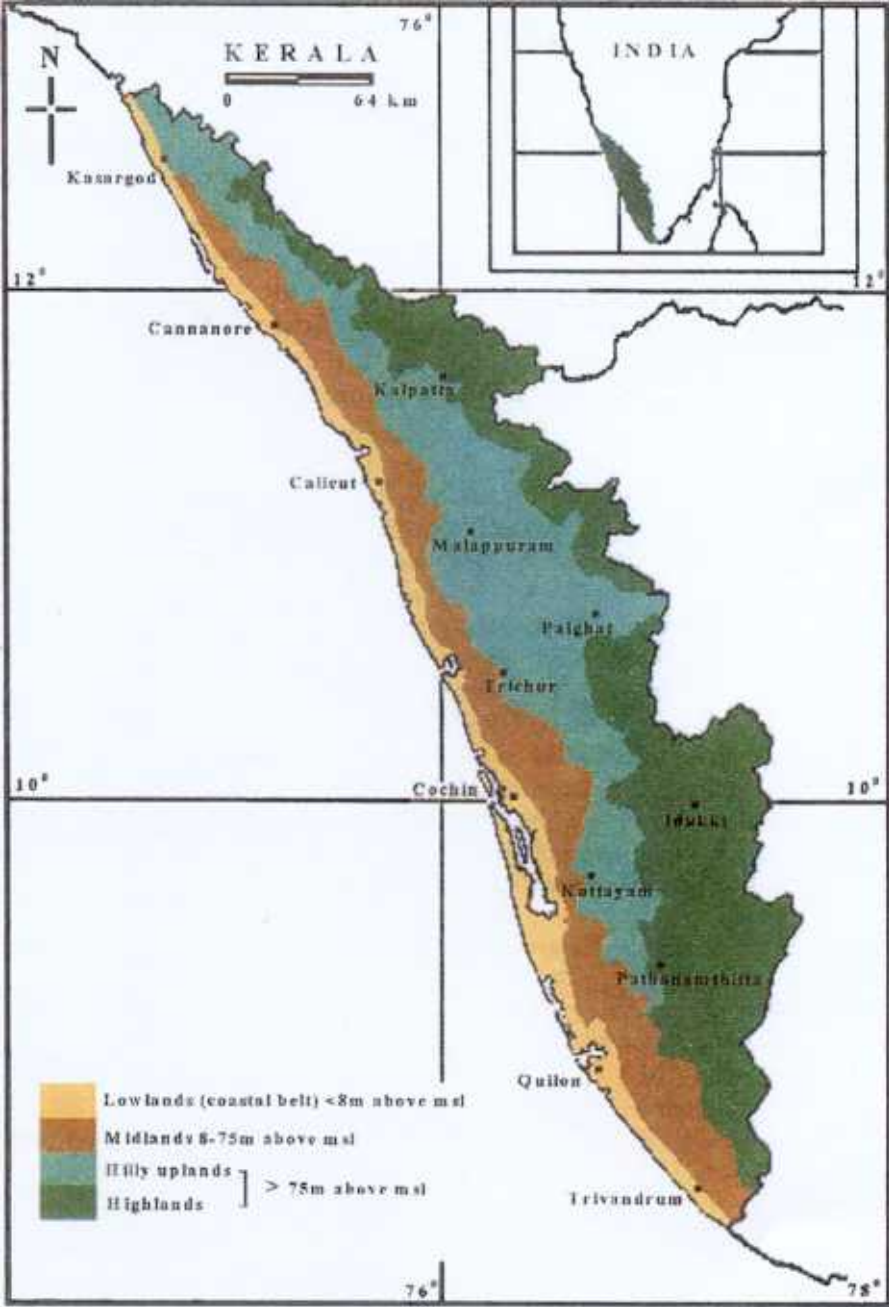 76°
N
KERALA
0 64 km
INDIA
Kasargod
12° 12°
Cannanore
Kalpatta
Calicut
Malappuram
Palghat
Trichur
10° 10°
Cochin
Idukki
Kottayam
Pathanamthitta
Quilon
Lowlands (coastal belt) <8m above msl
Midlands 8-75m above msl
Hilly uplands
> 75m above msl
Highlands
Trivandrum
76° 78°